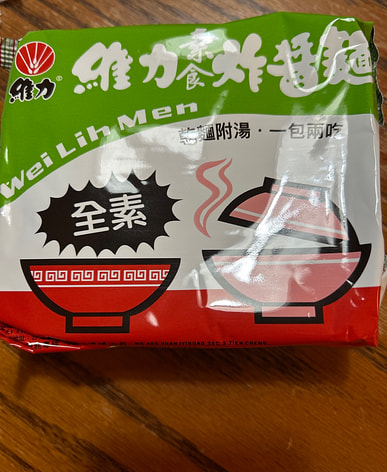 維力®
維力素食炸醬麵
Wei Lih Men
乾麵附湯・一包兩吃
全素